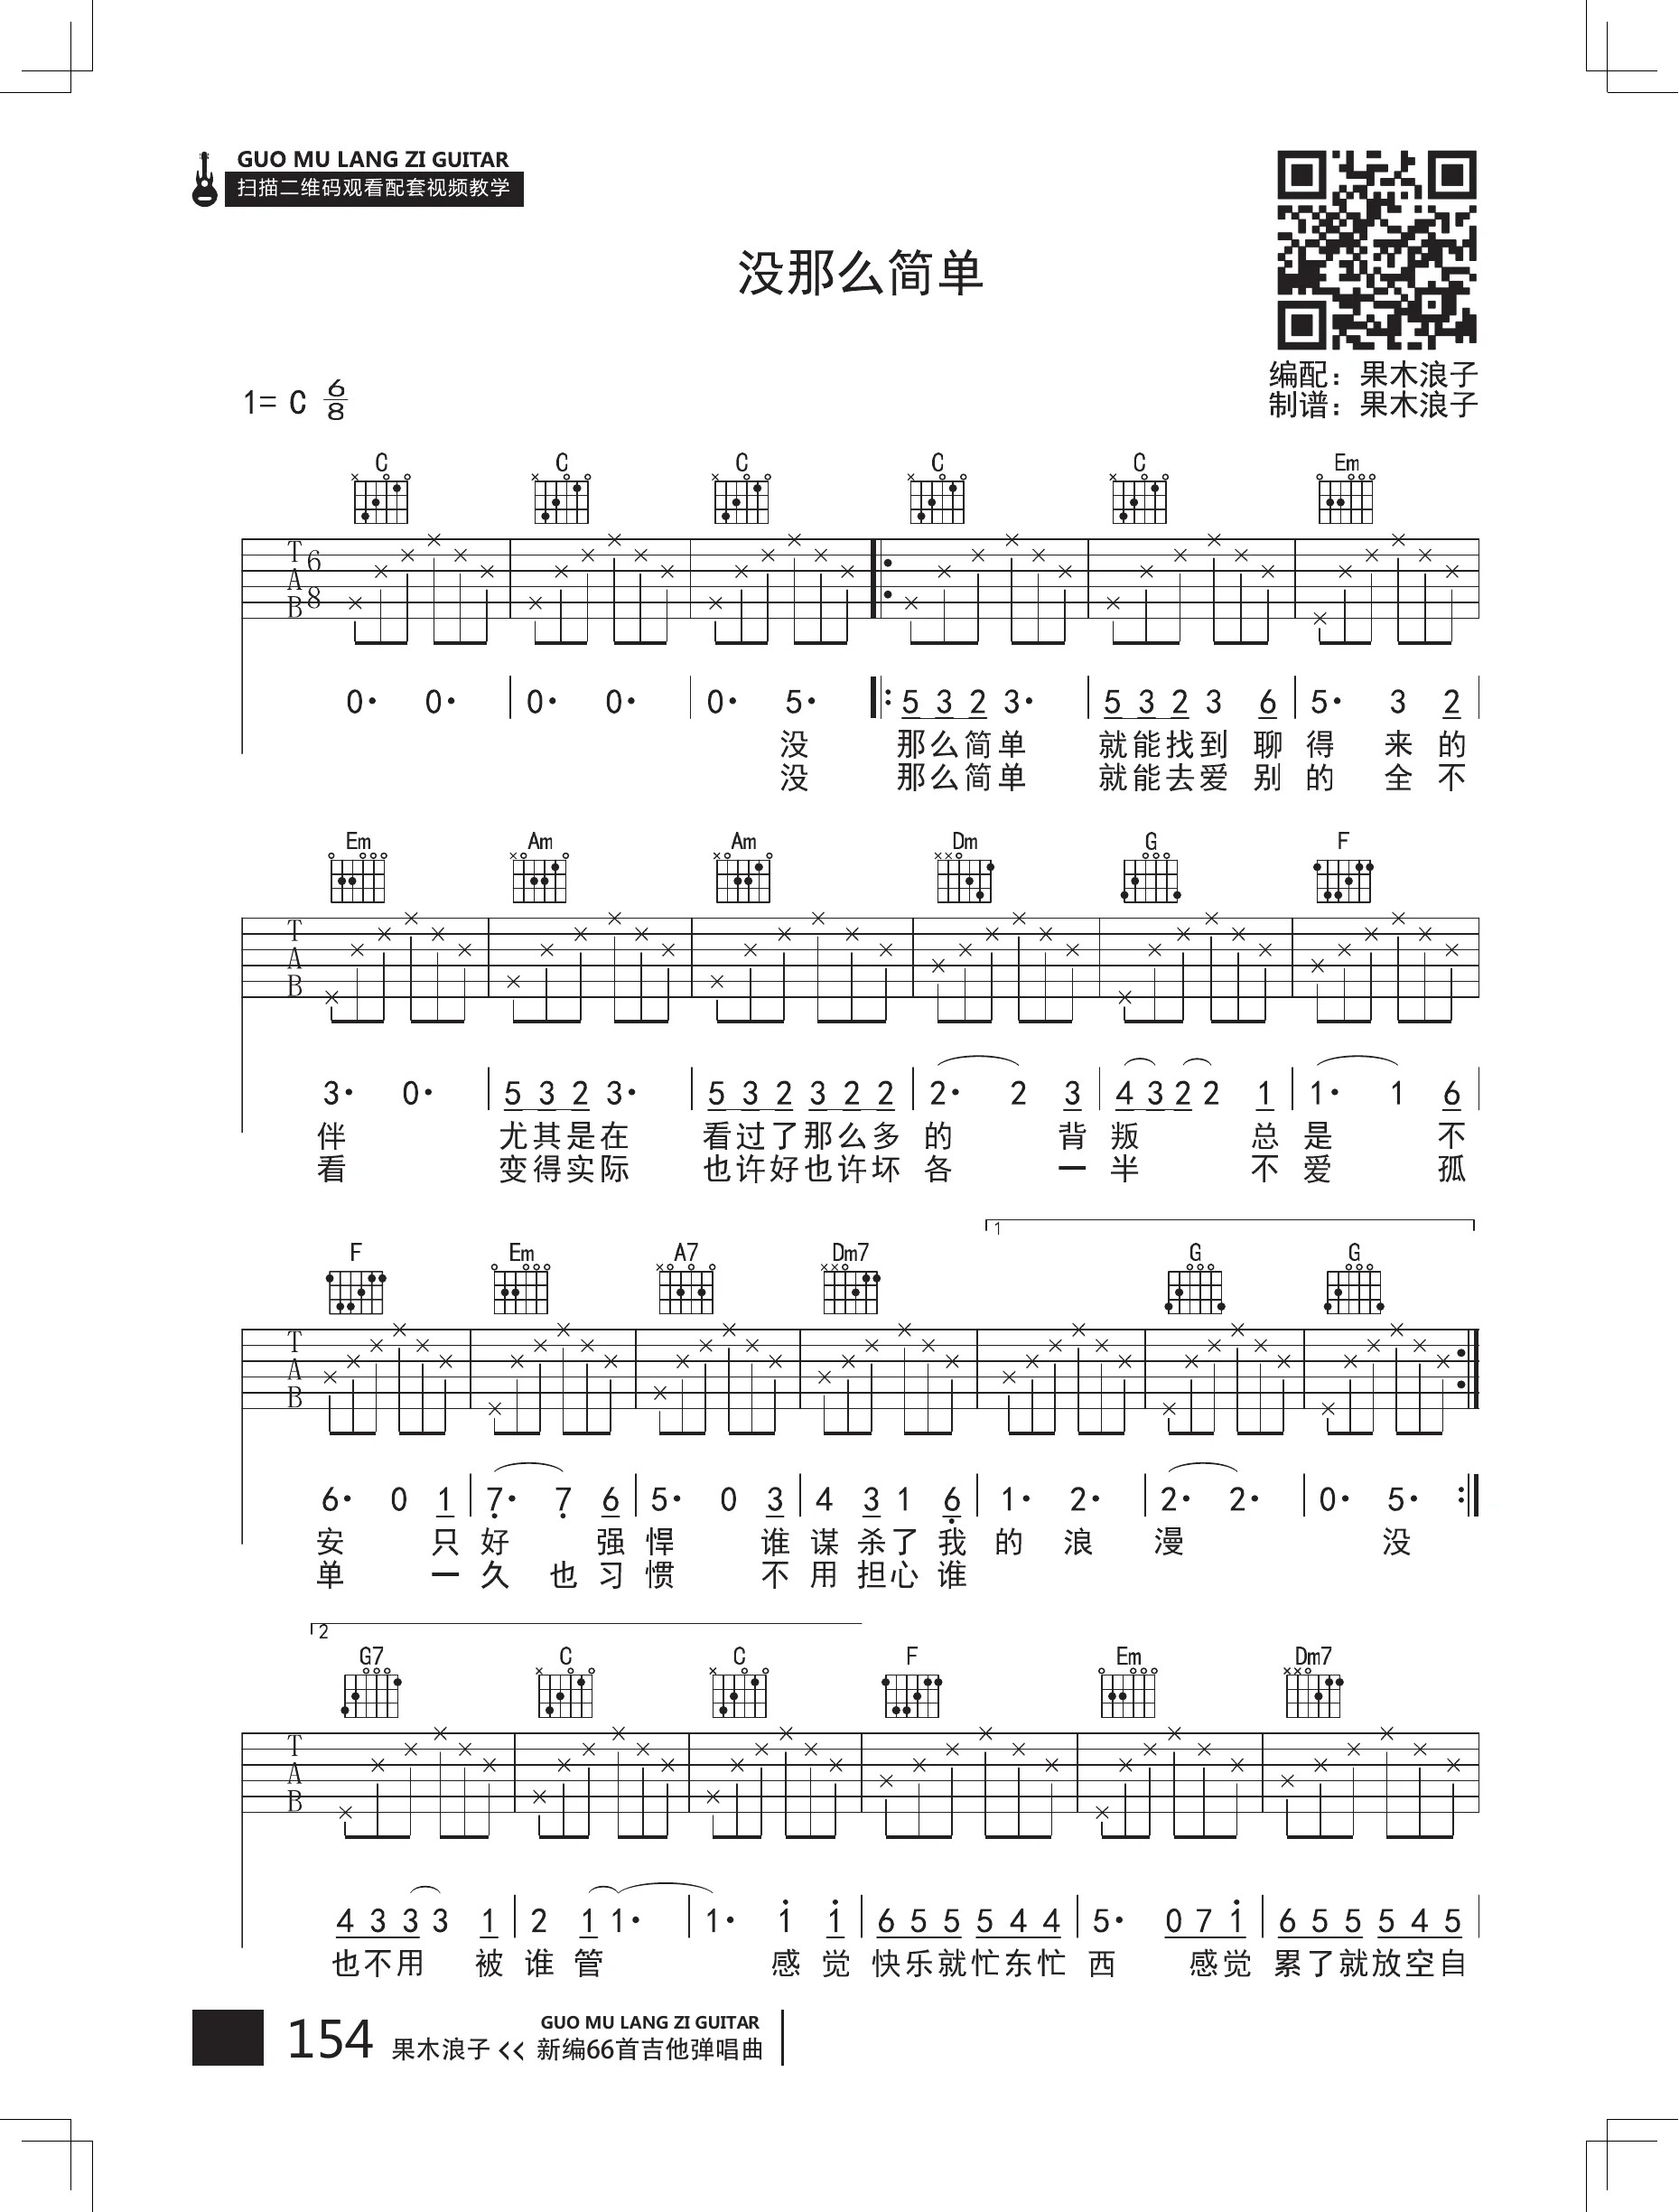 GUO MU LANG ZI GUITAR
扫描二维码观看配套视频教学
没那么简单
编配：果木浪子
制谱：果木浪子
1= C 6/8
C C C C C Em
T A B 6 8
0· 0· 0· 0· 0· 5· 5 3 2 3· 5 3 2 3 6 5· 3 2
没 那么简单 就能找到 聊 得 来 的
没 那么简单 就能去爱 别 的 全 不
Em Am Am Dm G F
T A B
3· 0· 5 3 2 3· 5 3 2 3 2 2 2· 2 3 4 3 2 2 1 1· 1 6
伴 尤其是在 看过了那么多 的 背 叛 总 是 不
看 变得实际 也许好也许坏 各 一 半 不 爱 孤
1
F Em A7 Dm7 G G
T A B
6· 0 1 7· 7 6 5· 0 3 4 3 1 6 1· 2· 2· 2· 0· 5·
安 只 好 强 悍 谁 谋 杀了 我 的 浪 漫 没
单 一 久 也 习 惯 不 用 担心 谁
2
G7 C C F Em Dm7
T A B
4 3 3 3 1 2 1 1· 1· 1 1 6 5 5 5 4 4 5· 0 7 1 6 5 5 5 4 5
也不用 被 谁 管 感 觉 快乐就忙东忙 西 感觉 累了就放空自
154 果木浪子 << GUO MU LANG ZI GUITAR
新编66首吉他弹唱曲